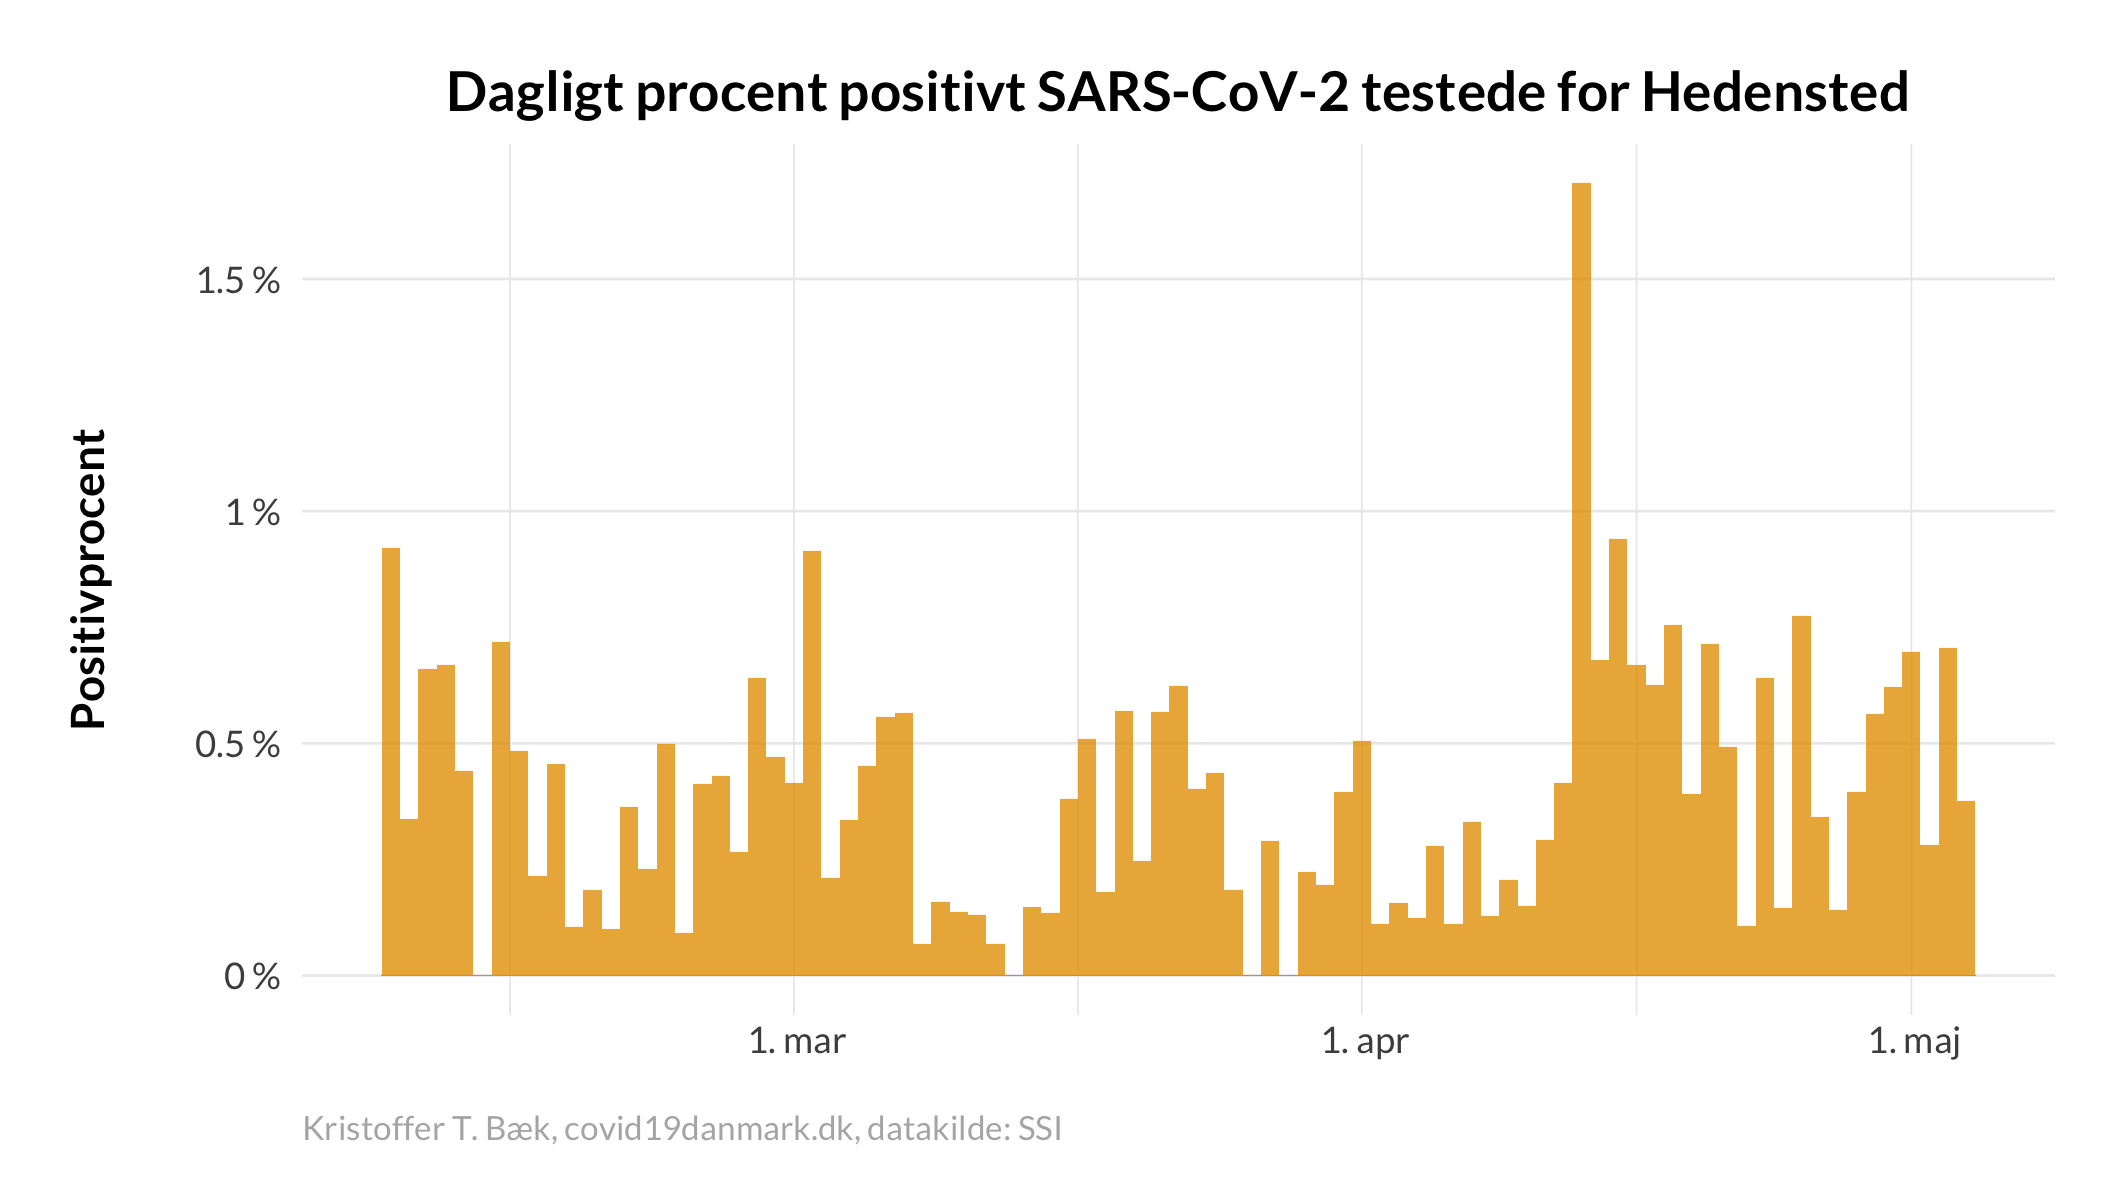 Dagligt procent positivt SARS-CoV-2 testede for Hedensted
Positivprocent
1.5 %
1 %
0.5 %
0 %
1. mar
1. apr
1. maj
Kristoffer T. Bæk, covid19danmark.dk, datakilde: SSI